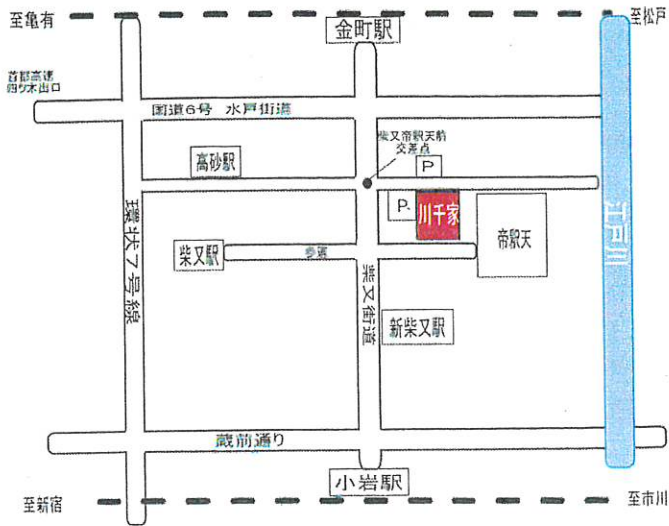 至亀有
金町駅
至松戸
首都高速
四ツ木出口
国道6号 水戸街道
柴又帝釈天前
交差点
高砂駅
P
P
川千家
帝釈天
柴又駅
参道
環状7号線
柴又街道
新柴又駅
江戸川
蔵前通り
小岩駅
至新宿
至市川